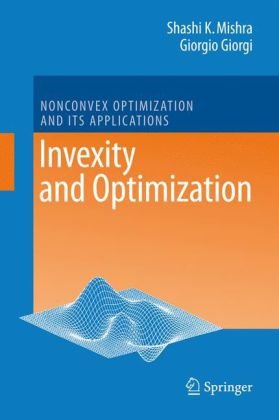 Shashi K. Mishra
Giorgio Giorgi
NONCONVEX OPTIMIZATION
AND ITS APPLICATIONS
Invexity
and Optimization
Springer